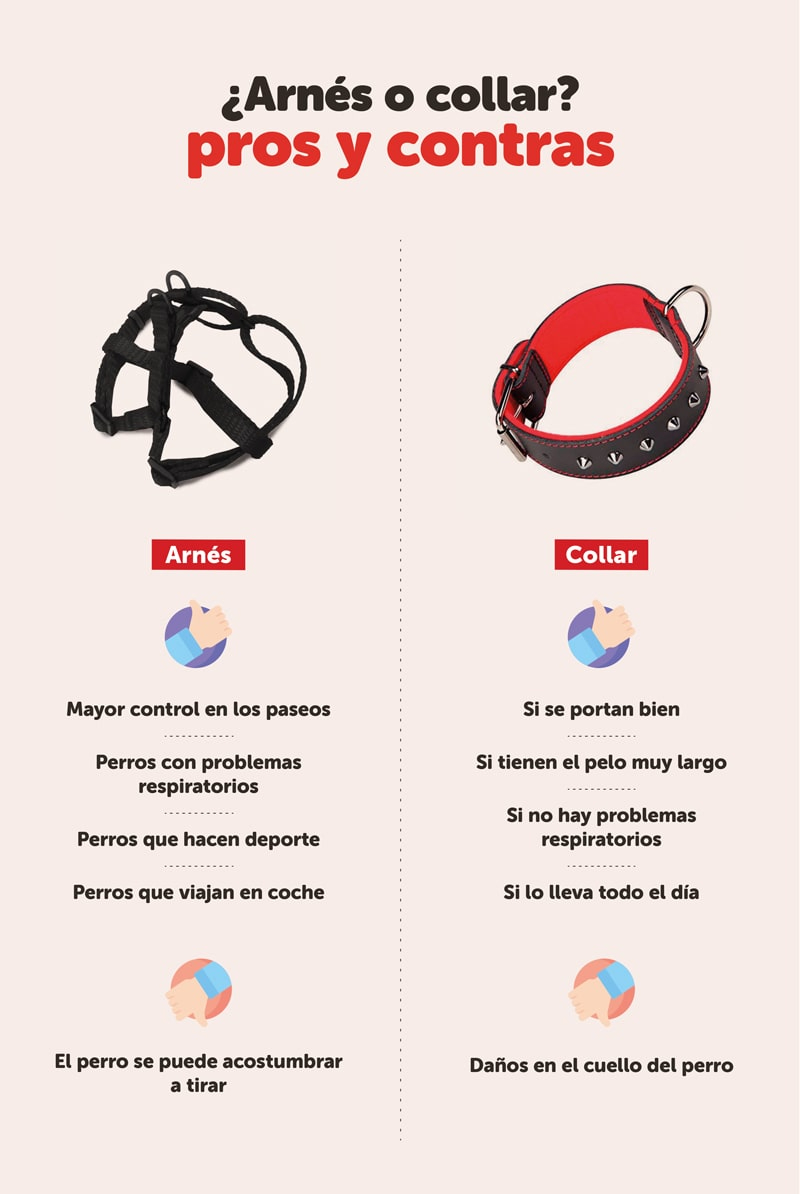 ¿Arnés o collar?
pros y contras
Arnés
Mayor control en los paseos
Perros con problemas
respiratorios
Perros que hacen deporte
Perros que viajan en coche
El perro se puede acostumbrar
a tirar
Collar
Si se portan bien
Si tienen el pelo muy largo
Si no hay problemas
respiratorios
Si lo lleva todo el día
Daños en el cuello del perro